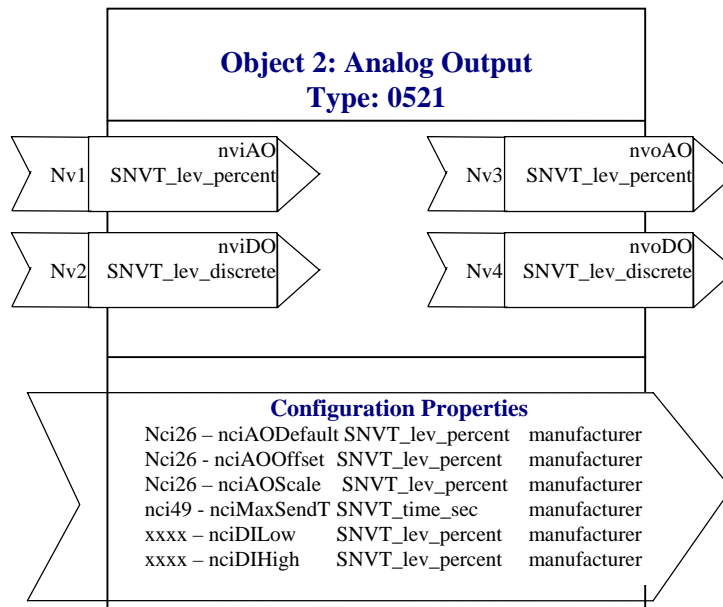 Object 2: Analog Output
Type: 0521
Nv1 nviAO
SNVT_lev_percent
Nv3 nvoAO
SNVT_lev_percent
Nv2 nviDO
SNVT_lev_discrete
Nv4 nvoDO
SNVT_lev_discrete
Configuration Properties
Nci26 – nciAODefault SNVT_lev_percent manufacturer
Nci26 - nciAOOffset SNVT_lev_percent manufacturer
Nci26 – nciAOScale SNVT_lev_percent manufacturer
nci49 - nciMaxSendT SNVT_time_sec manufacturer
xxxx – nciDILow SNVT_lev_percent manufacturer
xxxx – nciDIHigh SNVT_lev_percent manufacturer